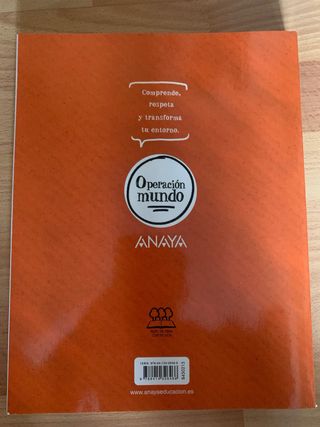 Comprende,
respeta
y transforma
tu entorno.
Operación
mundo
ANAYA
www.anayaeducacion.es